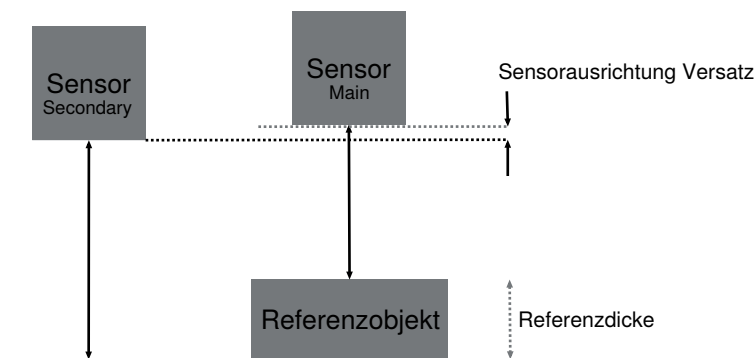 Sensor
Secondary
Sensor
Main
Sensorausrichtung Versatz
Referenzobjekt
Referenzdicke